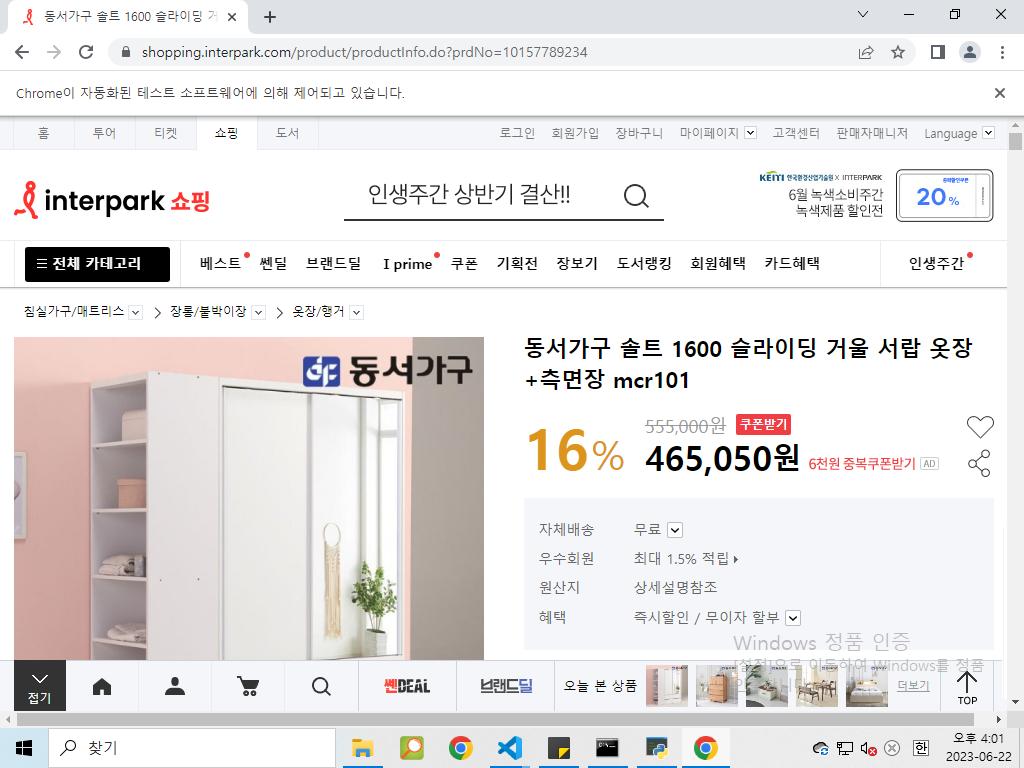 동서가구 솔트 1600 슬라이딩 거
shopping.interpark.com/product/productInfo.do?prdNo=10157789234
Chrome이 자동화된 테스트 소프트웨어에 의해 제어되고 있습니다.
홈 투어 티켓 쇼핑 도서 로그인 회원가입 장바구니 마이페이지 고객센터 판매자매니저 Language
interpark 쇼핑
인생주간 상반기 결산!!
KEITI 한국환경산업기술원 X INTERPARK
6월 녹색소비주간
녹색제품 할인전
중복할인쿠폰
20%
전체 카테고리 베스트 쎈딜 브랜드딜 I prime 쿠폰 기획전 장보기 도서랭킹 회원혜택 카드혜택 인생주간
침실가구/매트리스 장롱/붙박이장 옷장/행거
동서가구
동서가구 솔트 1600 슬라이딩 거울 서랍 옷장
+측면장 mcr101
16% 555,000원 쿠폰받기
465,050원 6천원 중복쿠폰받기 AD
자체배송 무료
우수회원 최대 1.5% 적립
원산지 상세설명참조
혜택 즉시할인 / 무이자 할부
Windows 정품 인증
[설정]으로 이동하여 Windows를 정품
접기 쎈DEAL 브랜드딜 오늘 본 상품 더보기 TOP
찾기
한
오후 4:01
2023-06-22